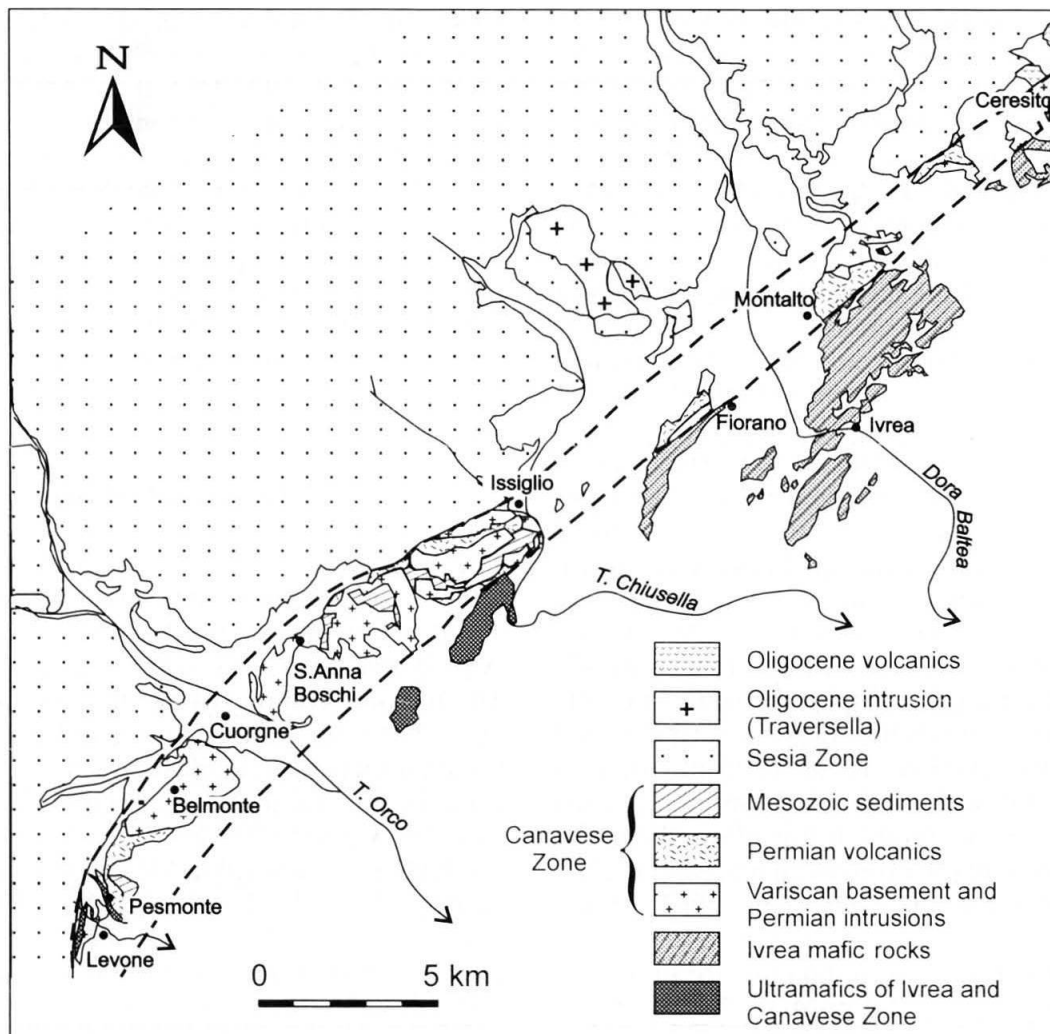 N
Ceresito
Montalto
Fiorano
Ivrea
Issiglio
Dora
Baltea
T. Chiusella
S.Anna
Boschi
Cuorgne
T. Orco
Belmonte
Pesmonte
Levone
0 5 km
Oligocene volcanics
Oligocene intrusion
(Traversella)
Sesia Zone
Canavese
Zone
Mesozoic sediments
Permian volcanics
Variscan basement and
Permian intrusions
Ivrea mafic rocks
Ultramafics of Ivrea and
Canavese Zone